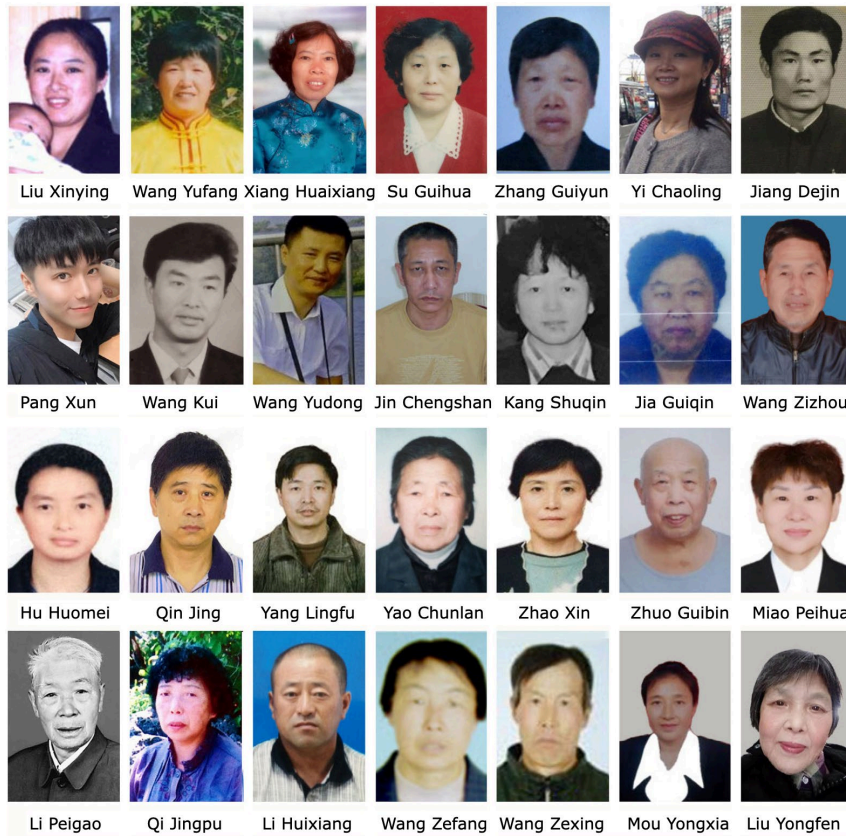 Liu Xinying Wang Yufang Xiang Huaixiang Su Guihua Zhang Guiyun Yi Chaoling Jiang Dejin
Pang Xun Wang Kui Wang Yudong Jin Chengshan Kang Shuqin Jia Guiqin Wang Zizhou
Hu Huomei Qin Jing Yang Lingfu Yao Chunlan Zhao Xin Zhuo Guibin Miao Peihua
Li Peigao Qi Jingpu Li Huixiang Wang Zefang Wang Zexing Mou Yongxia Liu Yongfen